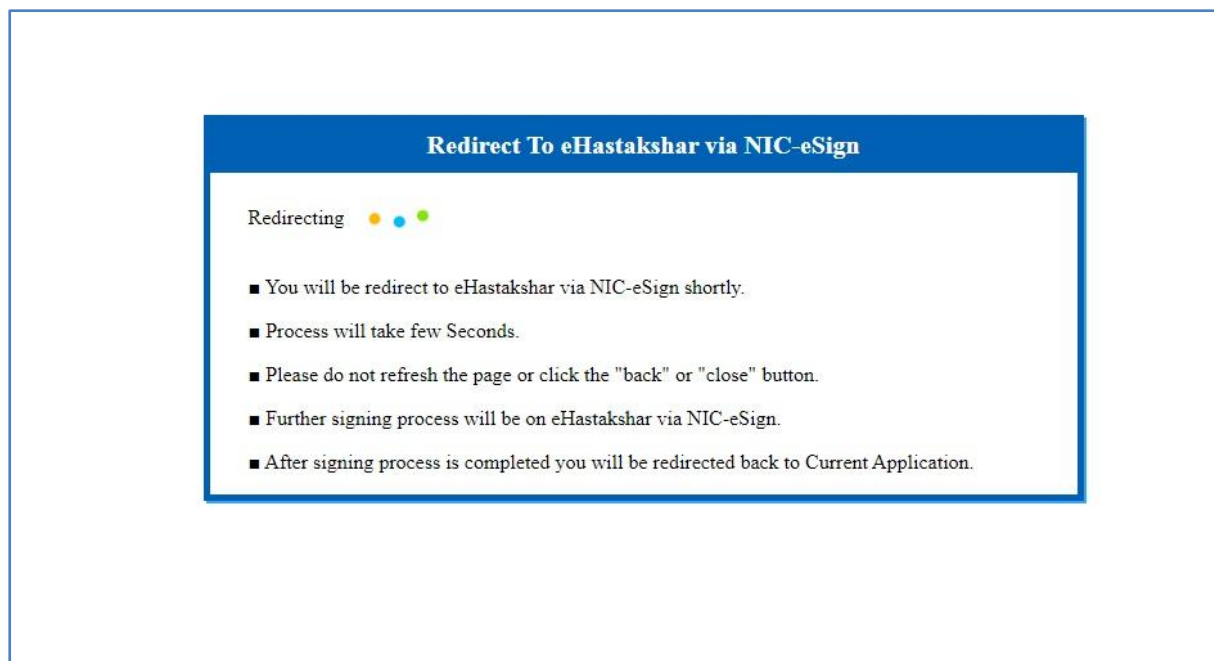 Redirect To eHastakshar via NIC-eSign
Redirecting
■ You will be redirect to eHastakshar via NIC-eSign shortly.
■ Process will take few Seconds.
■ Please do not refresh the page or click the "back" or "close" button.
■ Further signing process will be on eHastakshar via NIC-eSign.
■ After signing process is completed you will be redirected back to Current Application.